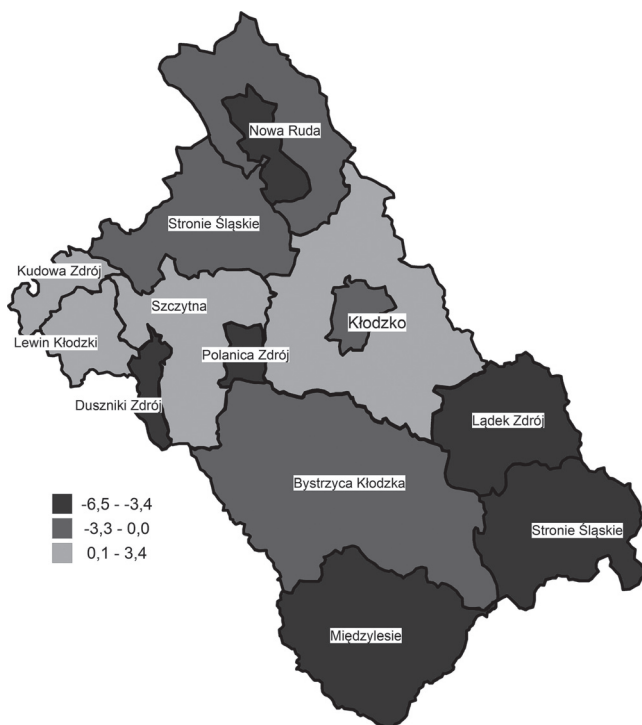 Nowa Ruda
Stronie Śląskie
Kudowa Zdrój
Szczytna
Kłodzko
Lewin Kłodzki
Polanica Zdrój
Duszniki Zdrój
Lądek Zdrój
Bystrzyca Kłodzka
-6,5 - -3,4
-3,3 - 0,0
Stronie Śląskie
0,1 - 3,4
Międzylesie